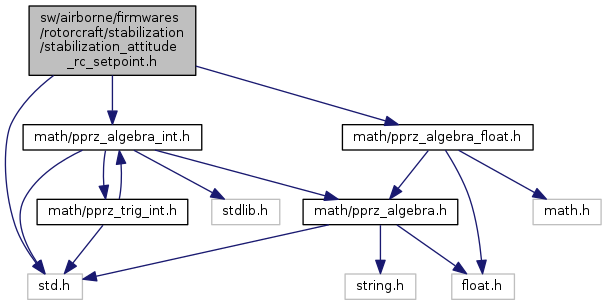 sw/airborne/firmwares
/rotorcraft/stabilization
/stabilization_attitude
_rc_setpoint.h
math/pprz_algebra_int.h
math/pprz_algebra_float.h
math/pprz_trig_int.h
stdlib.h
math/pprz_algebra.h
math.h
std.h
string.h
float.h